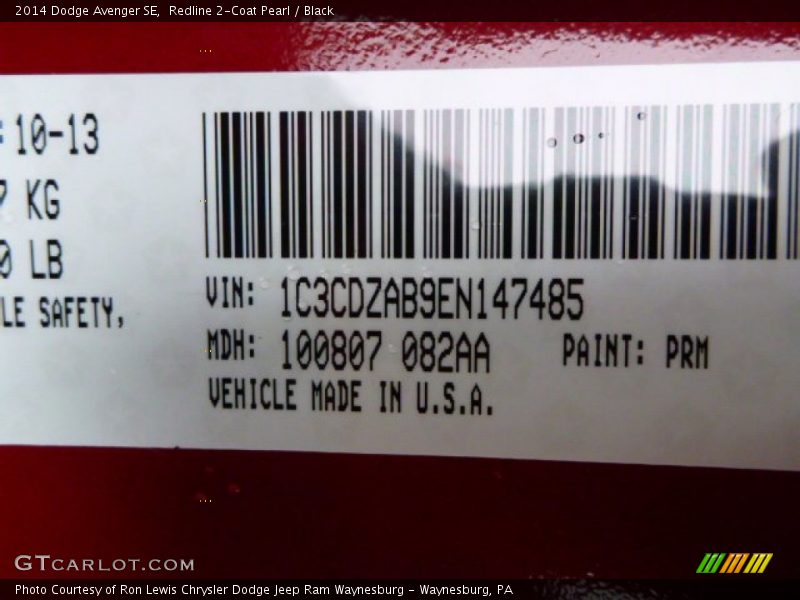 2014 Dodge Avenger SE,  Redline 2-Coat Pearl / Black
: 10-13
KG
LB
LE SAFETY,
VIN: 1C3CDZAB9EN147485
MDH: 100807 082AA PAINT: PRM
VEHICLE MADE IN U.S.A.
GTCARLOT.COM
Photo Courtesy of Ron Lewis Chrysler Dodge Jeep Ram Waynesburg - Waynesburg, PA